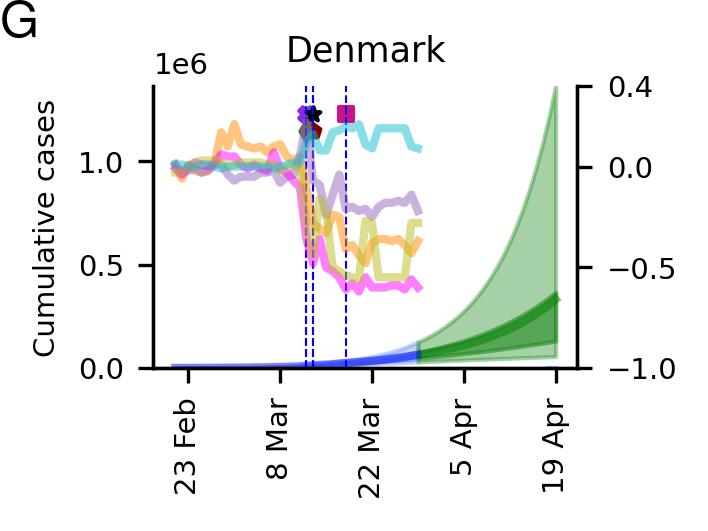 G
Denmark
1e6
Cumulative cases
1.0
0.5
0.0
0.4
0.0
−0.5
−1.0
23 Feb
8 Mar
22 Mar
5 Apr
19 Apr